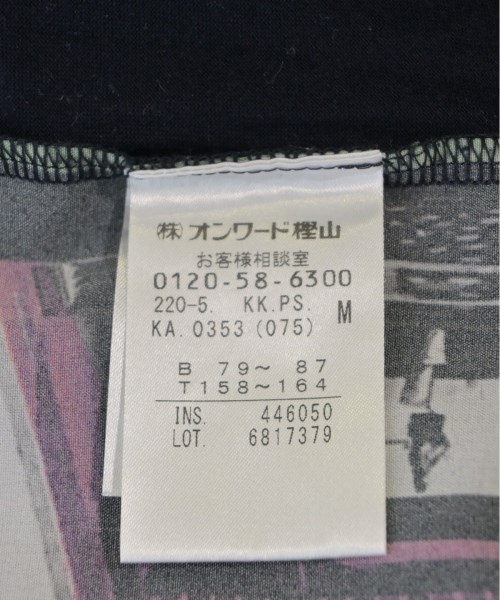 ㈱オンワード樫山
お客様相談室
0120-58-6300
220-5. KK.PS. M
KA. 0353 (075)
B 79～ 87
T 158～164
INS. 446050
LOT. 6817379